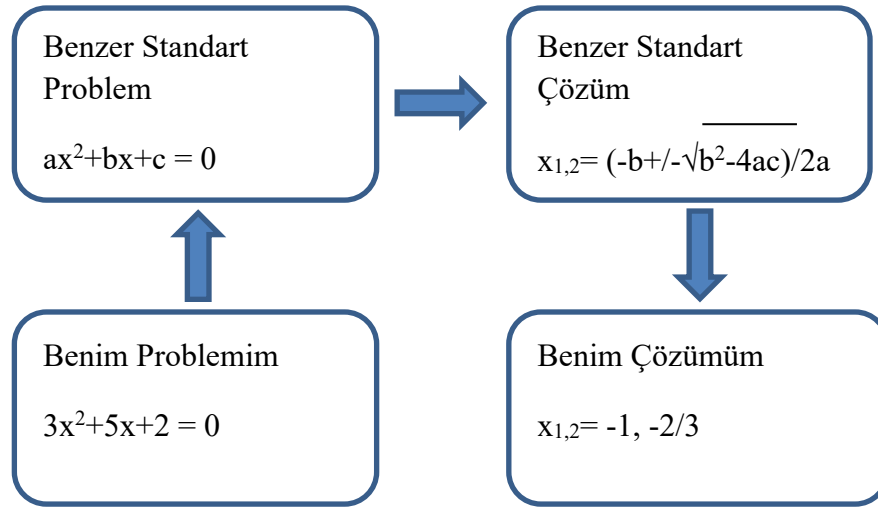 Benzer Standart
Problem
ax²+bx+c = 0
Benzer Standart
Çözüm
x₁,₂= (-b+/-√b²-4ac)/2a
Benim Problemim
3x²+5x+2 = 0
Benim Çözümüm
x₁,₂= -1, -2/3